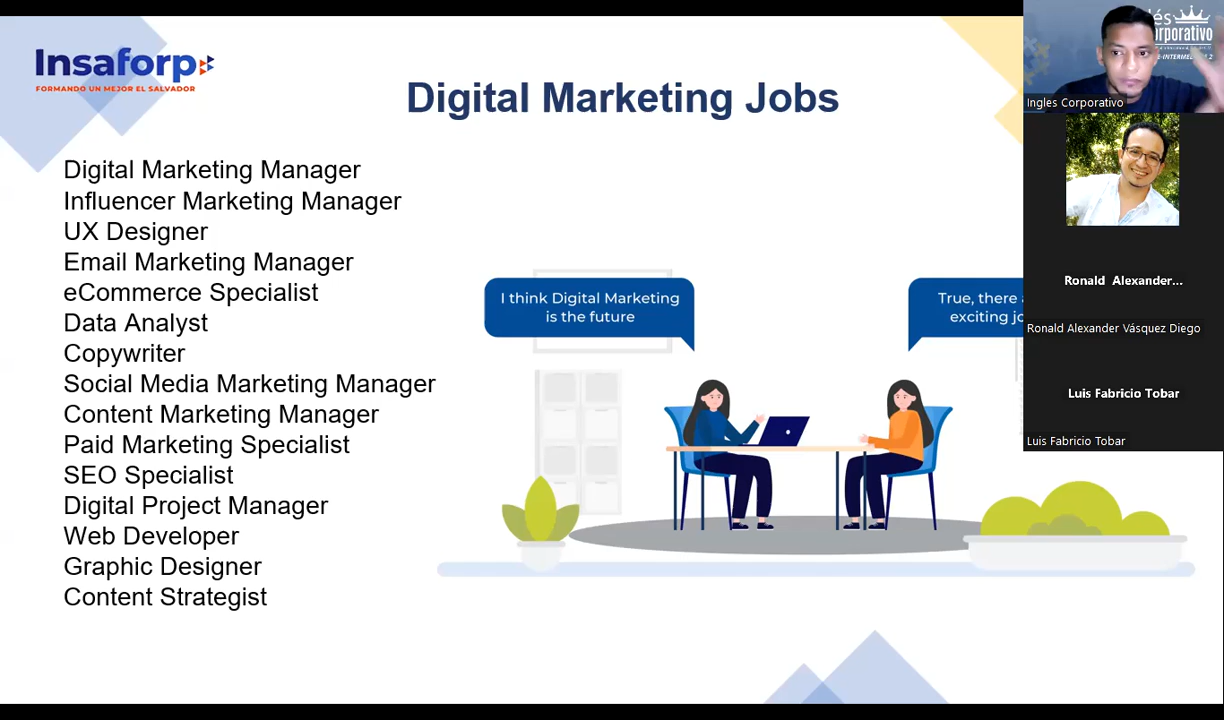 Insaforp
FORMANDO UN MEJOR EL SALVADOR
Digital Marketing Jobs
Digital Marketing Manager
Influencer Marketing Manager
UX Designer
Email Marketing Manager
eCommerce Specialist
Data Analyst
Copywriter
Social Media Marketing Manager
Content Marketing Manager
Paid Marketing Specialist
SEO Specialist
Digital Project Manager
Web Developer
Graphic Designer
Content Strategist
I think Digital Marketing
is the future
True, there
exciting
Ingles Corporativo
Ronald Alexander...
Ronald Alexander Vásquez Diego
Luis Fabricio Tobar
Luis Fabricio Tobar